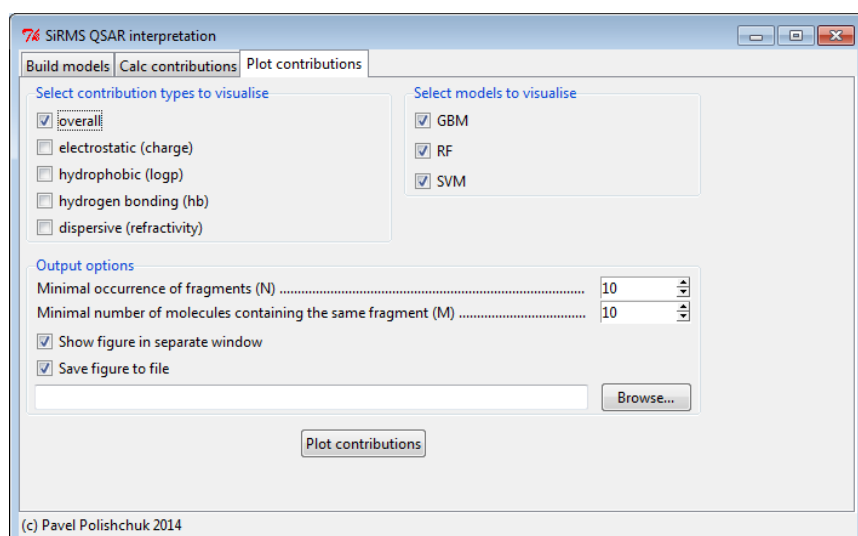 SiRMS QSAR interpretation
Build models Calc contributions Plot contributions
Select contribution types to visualise
overall
electrostatic (charge)
hydrophobic (logp)
hydrogen bonding (hb)
dispersive (refractivity)
Select models to visualise
GBM
RF
SVM
Output options
Minimal occurrence of fragments (N) ........................................................................................ 10
Minimal number of molecules containing the same fragment (M) ................................... 10
Show figure in separate window
Save figure to file
Browse...
Plot contributions
(c) Pavel Polishchuk 2014